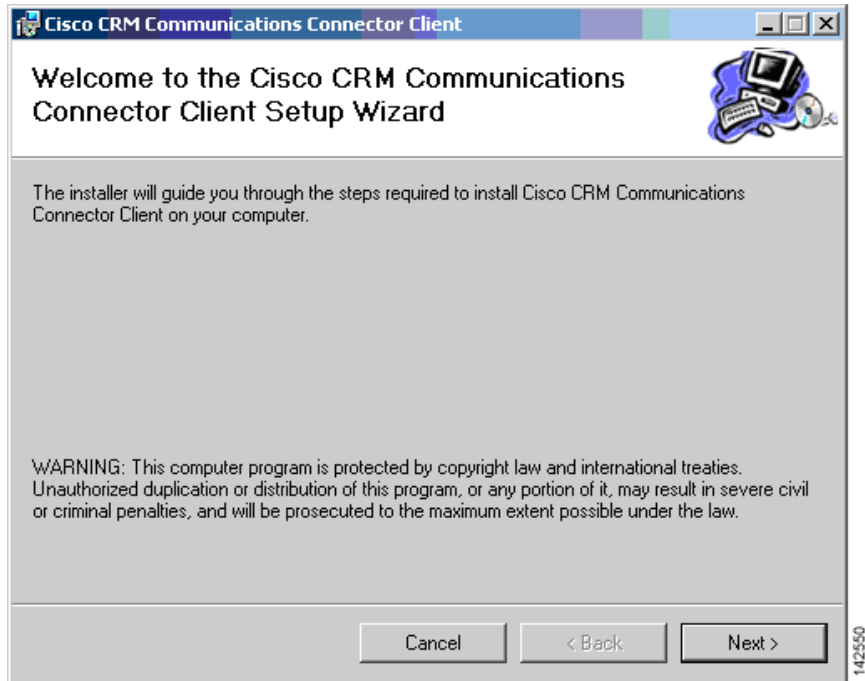 Cisco CRM Communications Connector Client
Welcome to the Cisco CRM Communications
Connector Client Setup Wizard
The installer will guide you through the steps required to install Cisco CRM Communications
Connector Client on your computer.
WARNING: This computer program is protected by copyright law and international treaties.
Unauthorized duplication or distribution of this program, or any portion of it, may result in severe civil
or criminal penalties, and will be prosecuted to the maximum extent possible under the law.
Cancel
< Back
Next >
142550